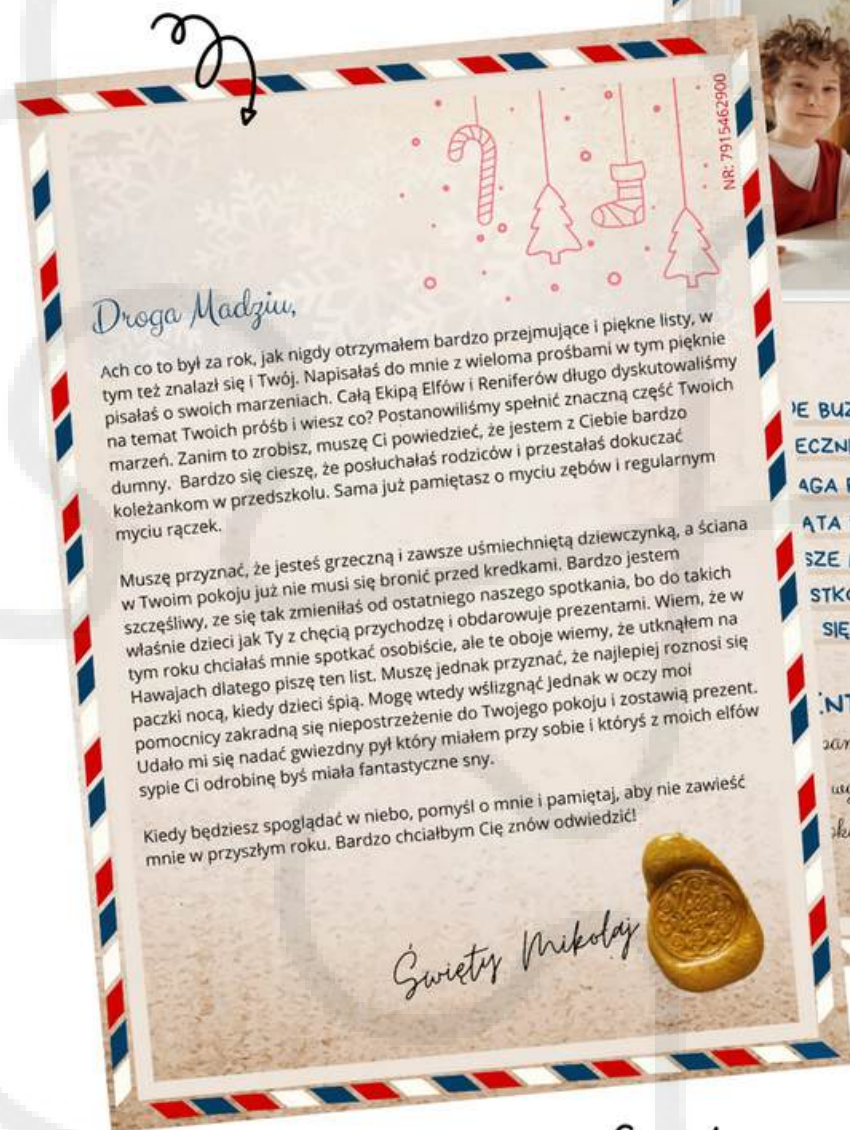 NR: 7915462900
Droga Madziu,
Ach co to był za rok, jak nigdy otrzymałem bardzo przejmujące i piękne listy, w
tym też znalazł się i Twój. Napisałaś do mnie z wieloma prośbami w tym pięknie
pisałaś o swoich marzeniach. Całą Ekipą Elfów i Reniferów długo dyskutowaliśmy
na temat Twoich próśb i wiesz co? Postanowiliśmy spełnić znaczną część Twoich
marzeń. Zanim to zrobisz, muszę Ci powiedzieć, że jestem z Ciebie bardzo
dumny. Bardzo się cieszę, że posłuchałaś rodziców i przestałaś dokuczać
koleżankom w przedszkolu. Sama już pamiętasz o myciu zębów i regularnym
myciu rączek.
Muszę przyznać, że jesteś grzeczną i zawsze uśmiechniętą dziewczynką, a ściana
w Twoim pokoju już nie musi się bronić przed kredkami. Bardzo jestem
szczęśliwy, ze się tak zmieniłaś od ostatniego naszego spotkania, bo do takich
właśnie dzieci jak Ty z chęcią przychodzę i obdarowuje prezentami. Wiem, że w
tym roku chciałaś mnie spotkać osobiście, ale te oboje wiemy, że utknąłem na
Hawajach dlatego piszę ten list. Muszę jednak przyznać, że najlepiej roznosi się
paczki nocą, kiedy dzieci śpią. Mogę wtedy wślizgnąć Jednak w oczy moi
pomocnicy zakradną się niepostrzeżenie do Twojego pokoju i zostawią prezent.
Udało mi się nadać gwiezdny pył który miałem przy sobie i któryś z moich elfów
sypie Ci odrobinę byś miała fantastyczne sny.
Kiedy będziesz spoglądać w niebo, pomyśl o mnie i pamiętaj, aby nie zawieść
mnie w przyszłym roku. Bardzo chciałbym Cię znów odwiedzić!
Święty Mikołaj
SIĘ